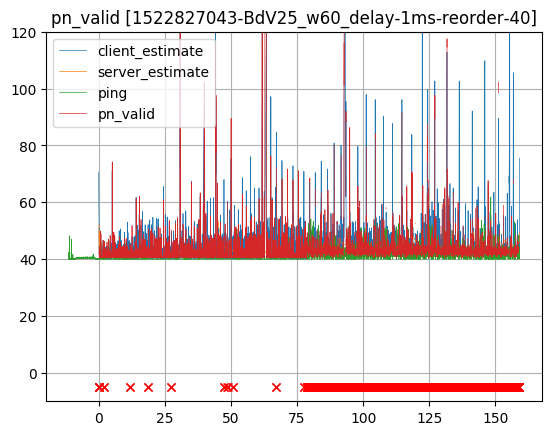 pn_valid [1522827043-BdV25_w60_delay-1ms-reorder-40]
client_estimate
server_estimate
ping
pn_valid
120
100
80
60
40
20
0
0 25 50 75 100 125 150